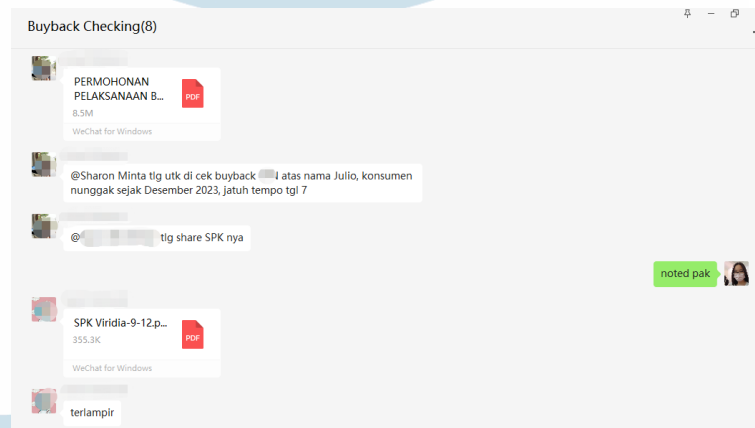 Buyback Checking(8)
PERMOHONAN
PELAKSANAAN B...
PDF
8.5M
WeChat for Windows
@Sharon Minta tlg utk di cek buyback atas nama Julio, konsumen
nunggak sejak Desember 2023, jatuh tempo tgl 7
@ tlg share SPK nya
noted pak
SPK Viridia-9-12.p...
PDF
355.3K
WeChat for Windows
terlampir